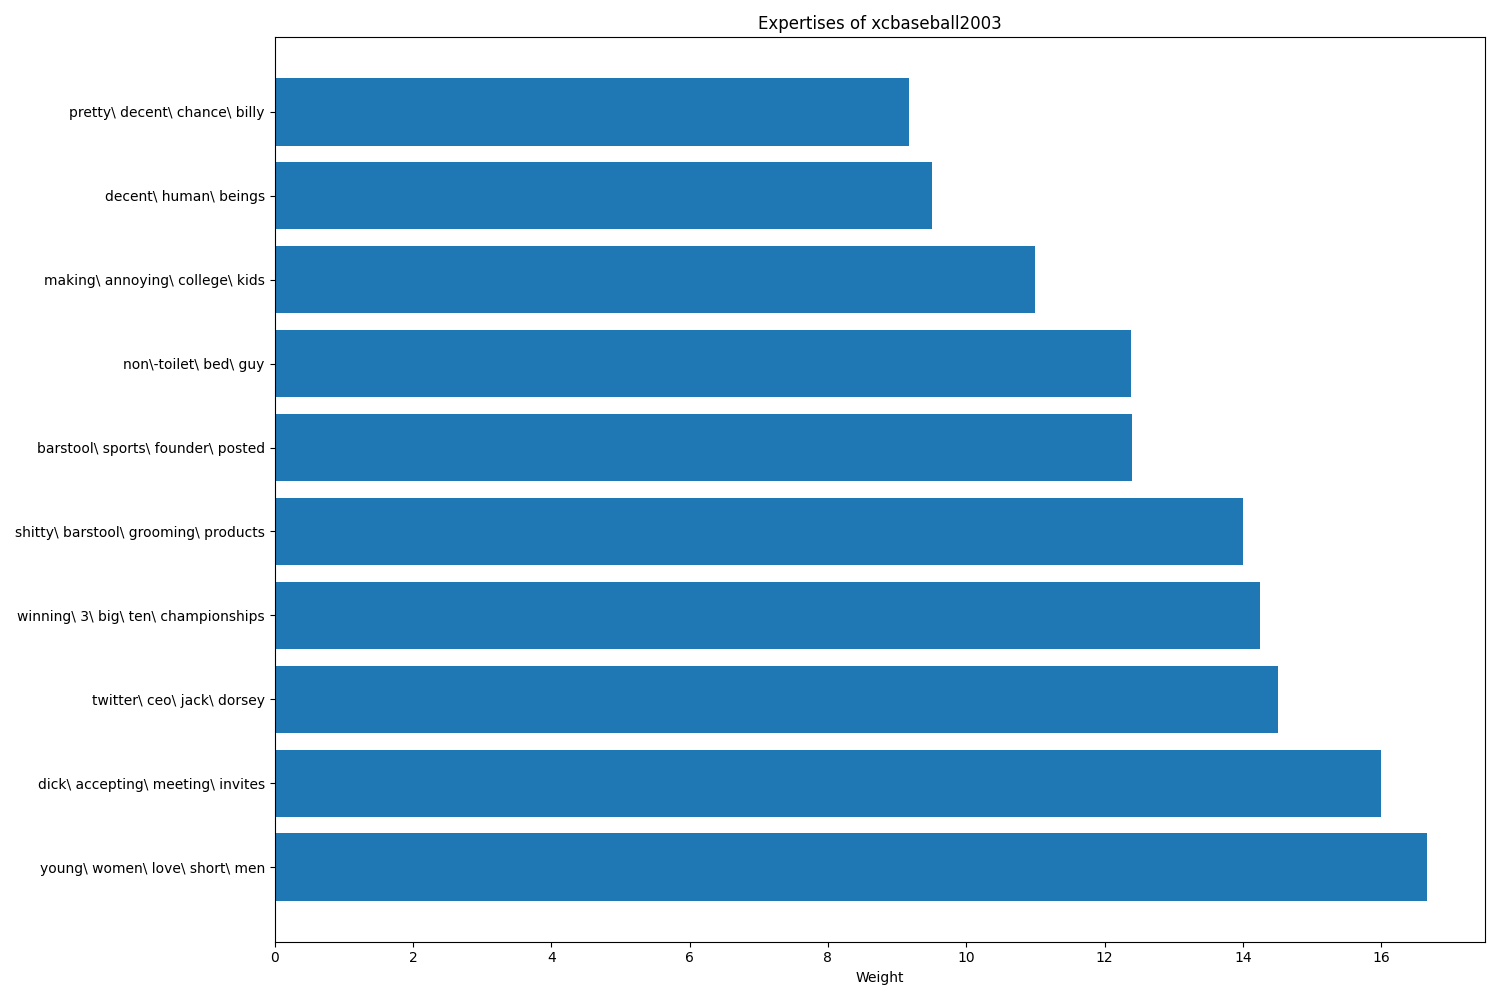 Expertises of xcbaseball2003
pretty\ decent\ chance\ billy
decent\ human\ beings
making\ annoying\ college\ kids
non\-toilet\ bed\ guy
barstool\ sports\ founder\ posted
shitty\ barstool\ grooming\ products
winning\ 3\ big\ ten\ championships
twitter\ ceo\ jack\ dorsey
dick\ accepting\ meeting\ invites
young\ women\ love\ short\ men
0 2 4 6 8 10 12 14 16
Weight